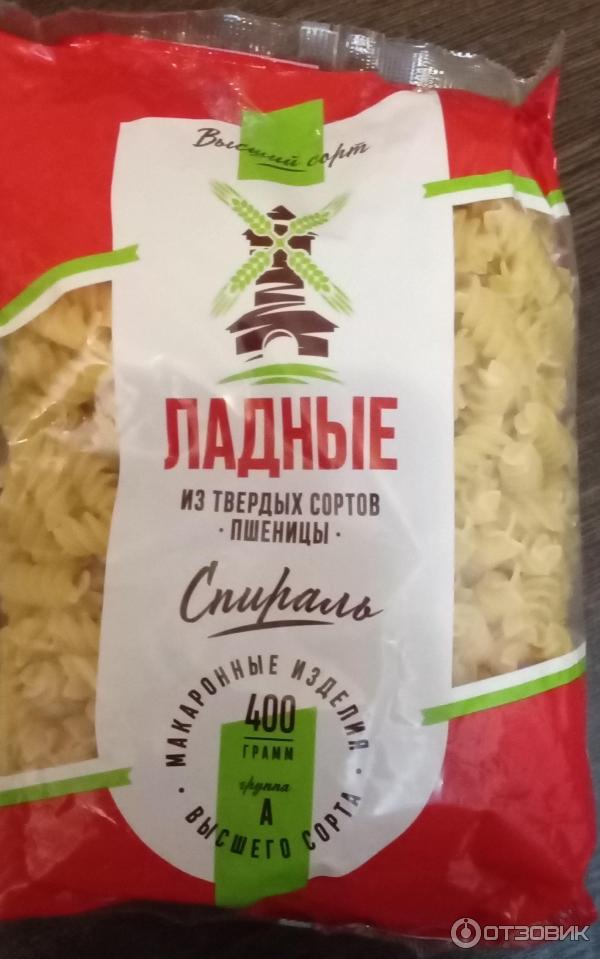 Высший сорт
ЛАДНЫЕ
ИЗ ТВЕРДЫХ СОРТОВ
· ПШЕНИЦЫ ·
Спираль
МАКАРОННЫЕ ИЗДЕЛИЯ
400
ГРАММ
группа
А
· ВЫСШЕГО СОРТА ·
ОТЗОВИК